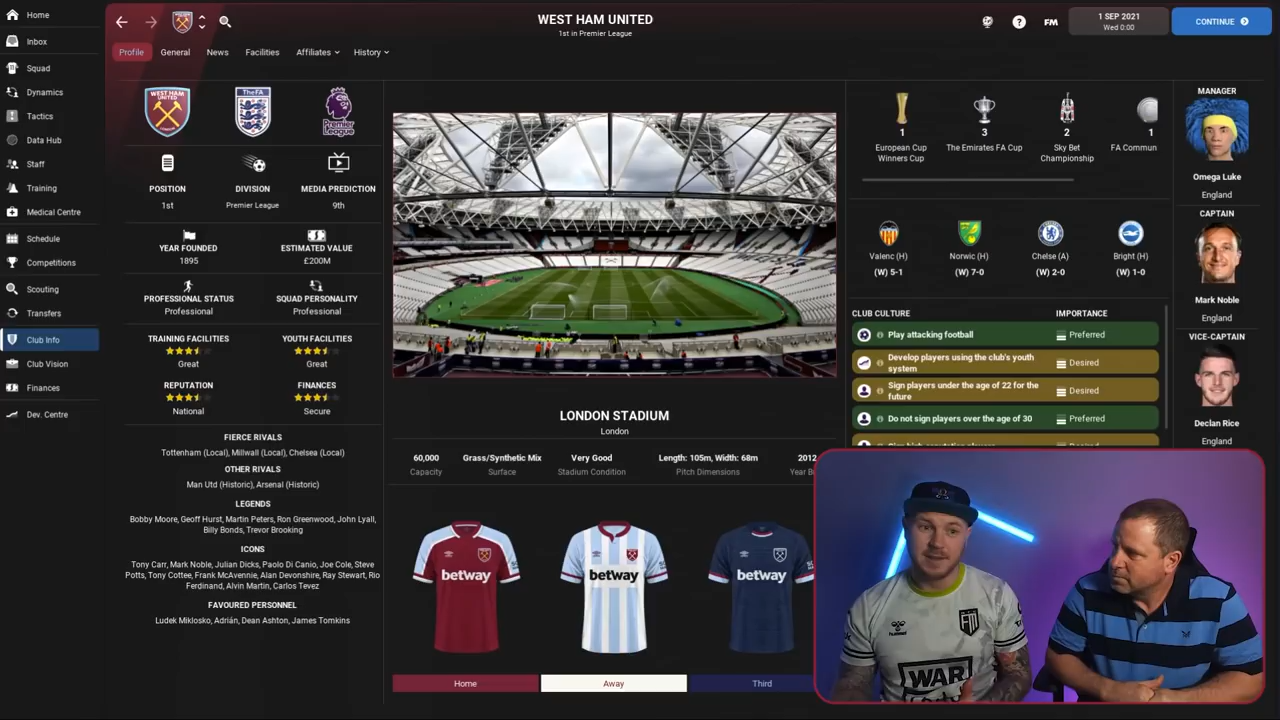 Home
Inbox
Squad
Dynamics
Tactics
Data Hub
Staff
Training
Medical Centre
Schedule
Competitions
Scouting
Transfers
Club Info
Club Vision
Finances
Dev. Centre
WEST HAM UNITED
1st in Premier League
FM
1 SEP 2021
Wed 0:00
CONTINUE
Profile
General
News
Facilities
Affiliates
History
WEST HAM
UNITED
LONDON
TheFA
Premier
League
POSITION
1st
DIVISION
Premier League
MEDIA PREDICTION
9th
YEAR FOUNDED
1895
ESTIMATED VALUE
£200M
PROFESSIONAL STATUS
Professional
SQUAD PERSONALITY
Professional
TRAINING FACILITIES
Great
YOUTH FACILITIES
Great
REPUTATION
National
FINANCES
Secure
FIERCE RIVALS
Tottenham (Local), Millwall (Local), Chelsea (Local)
OTHER RIVALS
Man Utd (Historic), Arsenal (Historic)
LEGENDS
Bobby Moore, Geoff Hurst, Martin Peters, Ron Greenwood, John Lyall,
Billy Bonds, Trevor Brooking
ICONS
Tony Carr, Mark Noble, Julian Dicks, Paolo Di Canio, Joe Cole, Steve
Potts, Tony Cottee, Frank McAvennie, Alan Devonshire, Ray Stewart, Rio
Ferdinand, Alvin Martin, Carlos Tevez
FAVOURED PERSONNEL
Ludek Miklosko, Adrián, Dean Ashton, James Tomkins
LONDON STADIUM
London
60,000
Capacity
Grass/Synthetic Mix
Surface
Very Good
Stadium Condition
Length: 105m, Width: 68m
Pitch Dimensions
2012
Year Bu
betway
betway
betway
Home
Away
Third
1
European Cup
Winners Cup
3
The Emirates FA Cup
2
Sky Bet
Championship
1
FA Commun
Valenc (H)
(W) 5-1
Norwic (H)
(W) 7-0
Chelse (A)
(W) 2-0
Bright (H)
(W) 1-0
CLUB CULTURE
IMPORTANCE
Play attacking football
Preferred
Develop players using the club's youth
system
Desired
Sign players under the age of 22 for the
future
Desired
Do not sign players over the age of 30
Preferred
MANAGER
Omega Luke
England
CAPTAIN
Mark Noble
England
VICE-CAPTAIN
Declan Rice
England
hummel
FM
WAR